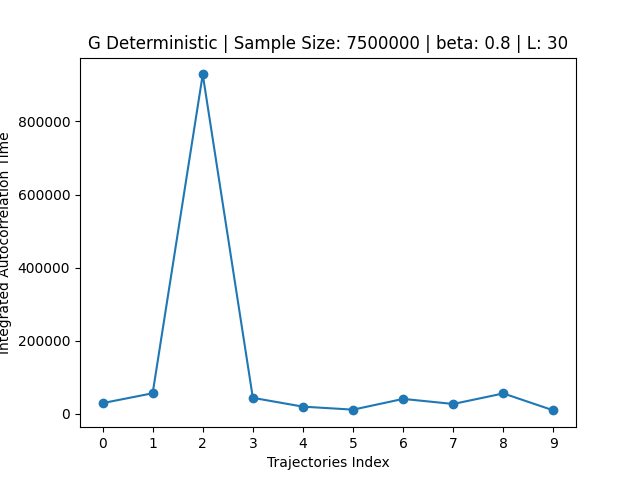 G Deterministic | Sample Size: 7500000 | beta: 0.8 | L: 30
Integrated Autocorrelation Time
800000
600000
400000
200000
0
0 1 2 3 4 5 6 7 8 9
Trajectories Index